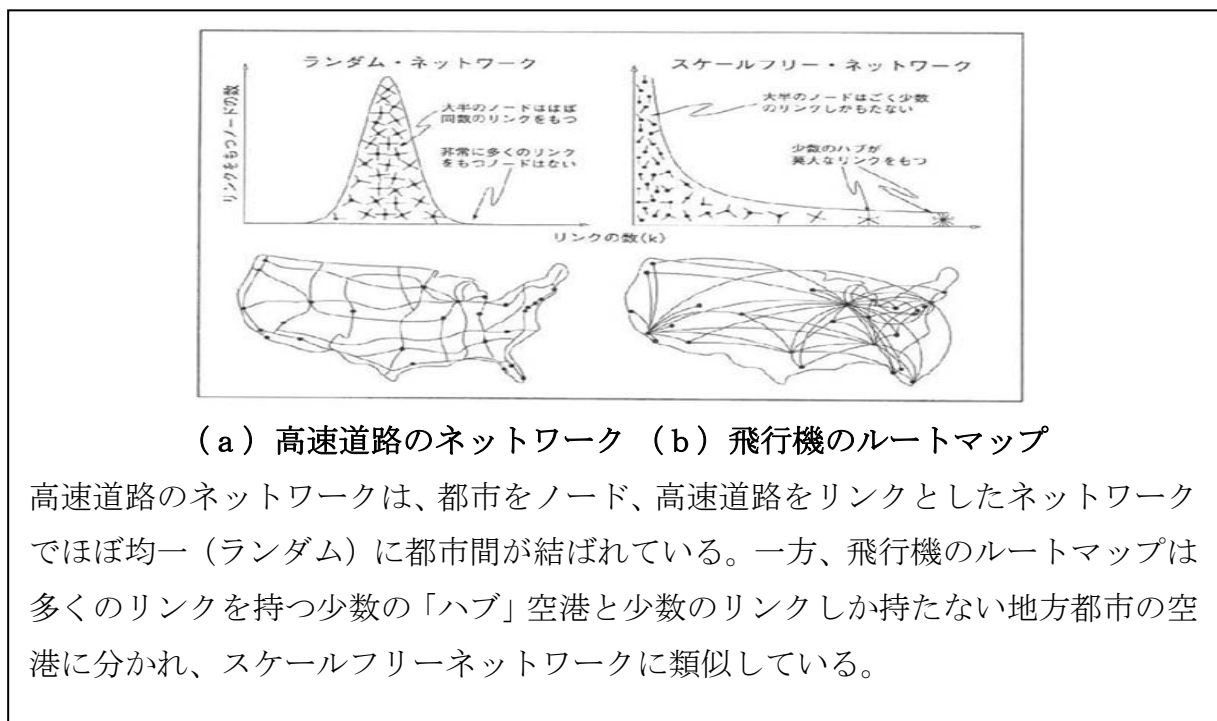 ランダム・ネットワーク
リンクをもつノードの数
大半のノードはほぼ
同数のリンクをもつ
非常に多くのリンク
をもつノードはない
スケールフリー・ネットワーク
大半のノードはごく少数
のリンクしかもたない
少数のハブが
莫大なリンクをもつ
リンクの数(k)
（a）高速道路のネットワーク （b）飛行機のルートマップ
高速道路のネットワークは、都市をノード、高速道路をリンクとしたネットワーク
でほぼ均一（ランダム）に都市間が結ばれている。一方、飛行機のルートマップは
多くのリンクを持つ少数の「ハブ」空港と少数のリンクしか持たない地方都市の空
港に分かれ、スケールフリーネットワークに類似している。